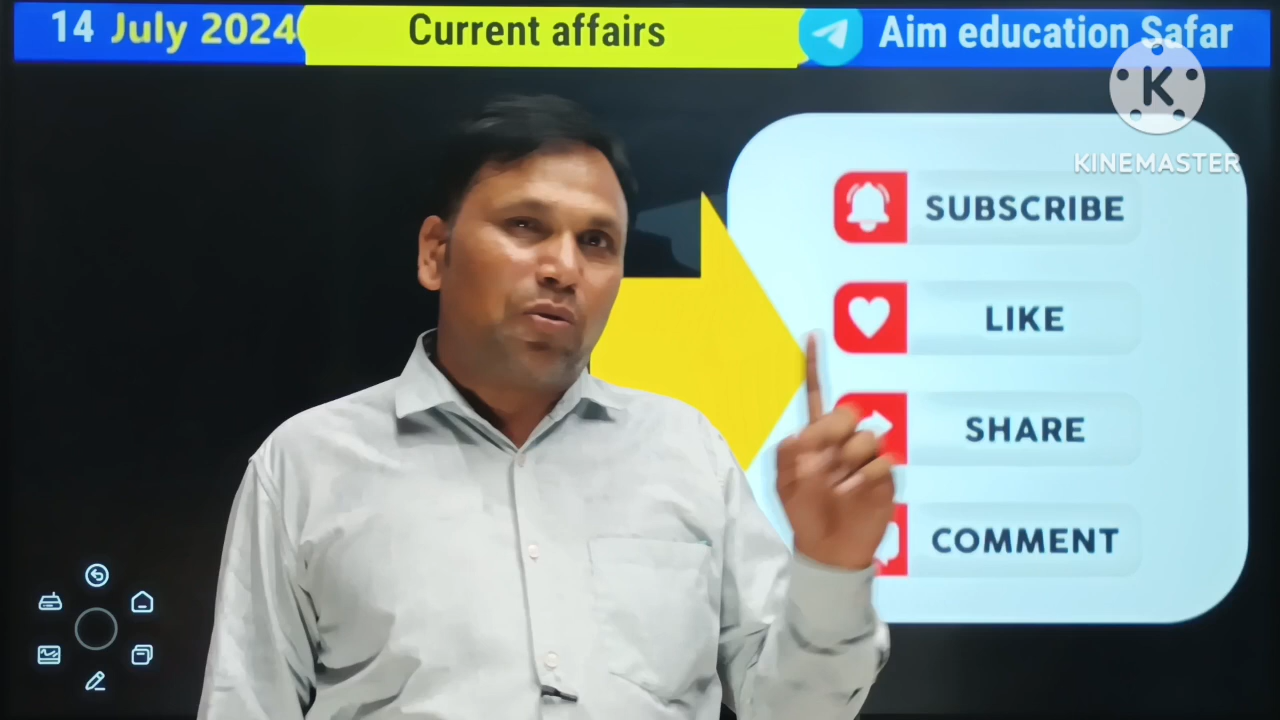 14 July 2024
Current affairs
Aim education Safar
K
KINEMASTER
SUBSCRIBE
LIKE
SHARE
COMMENT